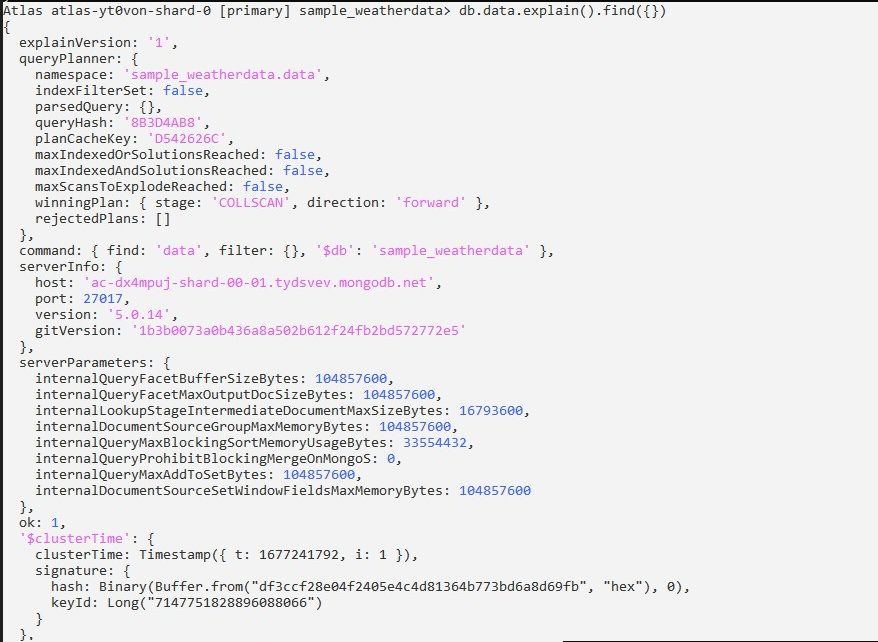 Atlas atlas-yt0von-shard-0 [primary] sample_weatherdata> db.data.explain().find({})
{
  explainVersion: '1',
  queryPlanner: {
    namespace: 'sample_weatherdata.data',
    indexFilterSet: false,
    parsedQuery: {},
    queryHash: '8B3D4AB8',
    planCacheKey: 'D542626C',
    maxIndexedOrSolutionsReached: false,
    maxIndexedAndSolutionsReached: false,
    maxScansToExplodeReached: false,
    winningPlan: { stage: 'COLLSCAN', direction: 'forward' },
    rejectedPlans: []
  },
  command: { find: 'data', filter: {}, '$db': 'sample_weatherdata' },
  serverInfo: {
    host: 'ac-dx4mpuj-shard-00-01.tydsvev.mongodb.net',
    port: 27017,
    version: '5.0.14',
    gitVersion: '1b3b0073a0b436a8a502b612f24fb2bd572772e5'
  },
  serverParameters: {
    internalQueryFacetBufferSizeBytes: 104857600,
    internalQueryFacetMaxOutputDocSizeBytes: 104857600,
    internalLookupStageIntermediateDocumentMaxSizeBytes: 16793600,
    internalDocumentSourceGroupMaxMemoryBytes: 104857600,
    internalQueryMaxBlockingSortMemoryUsageBytes: 33554432,
    internalQueryProhibitBlockingMergeOnMongoS: 0,
    internalQueryMaxAddToSetBytes: 104857600,
    internalDocumentSourceSetWindowFieldsMaxMemoryBytes: 104857600
  },
  ok: 1,
  '$clusterTime': {
    clusterTime: Timestamp({ t: 1677241792, i: 1 }),
    signature: {
      hash: Binary(Buffer.from("df3ccf28e04f2405e4c4d81364b773bd6a8d69fb", "hex"), 0),
      keyId: Long("7147751828896088066")
    }
  },